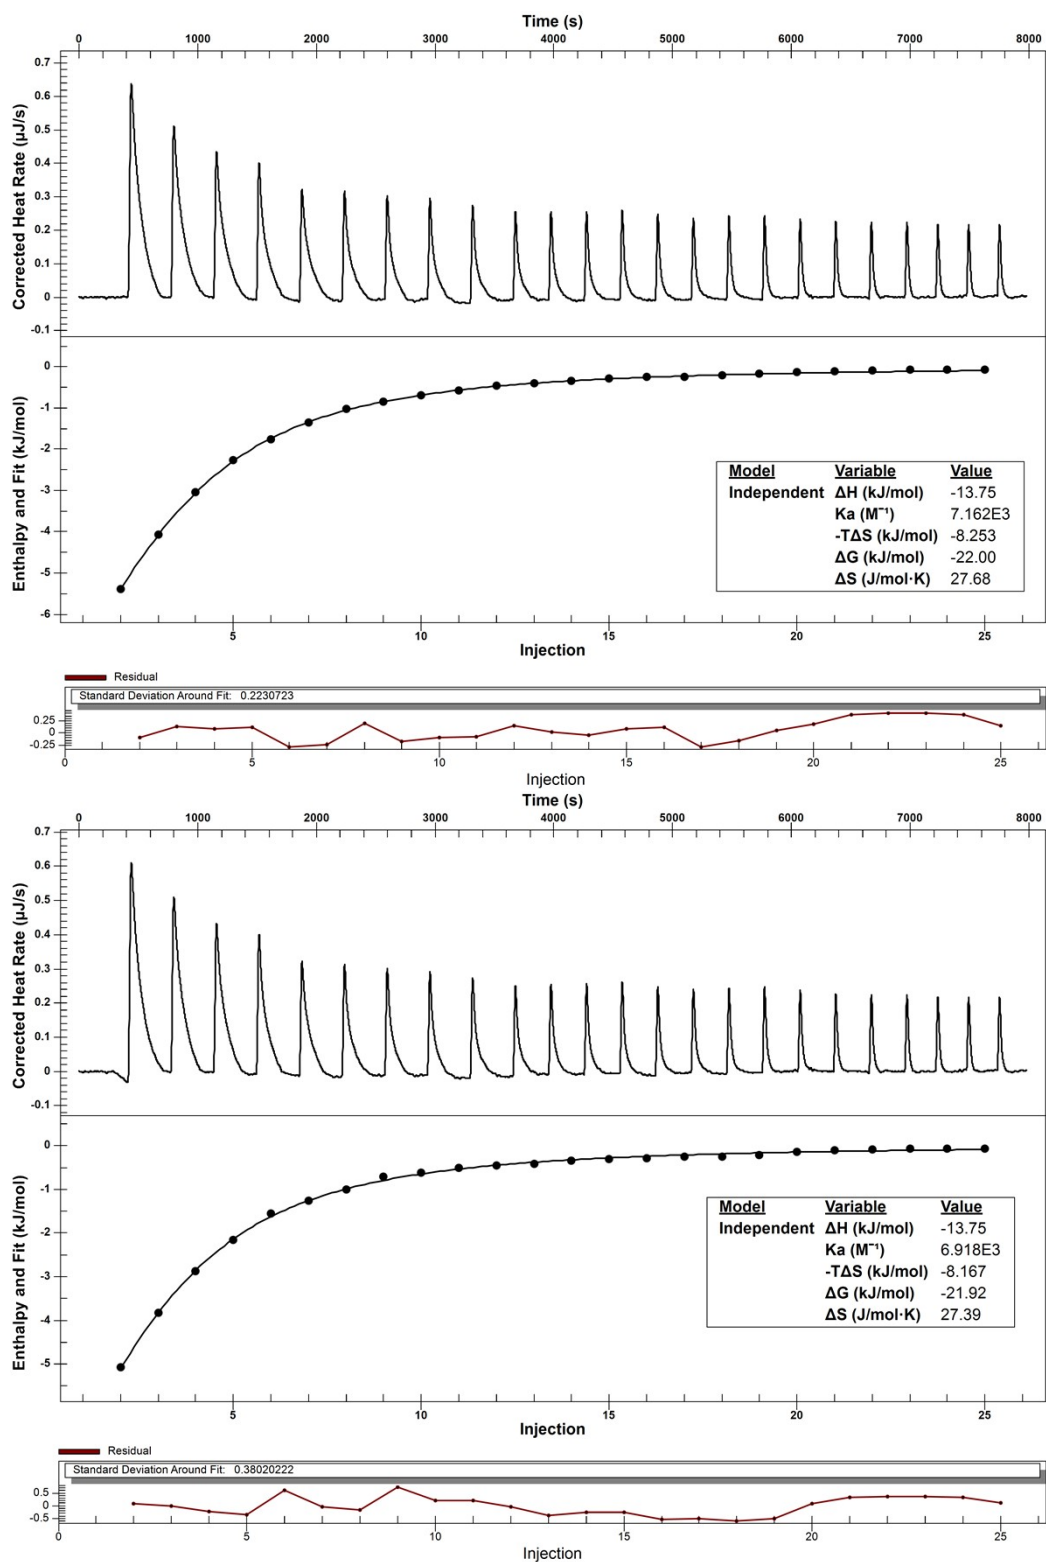 Time (s)
0 1000 2000 3000 4000 5000 6000 7000 8000
Corrected Heat Rate (µJ/s)
0.7
0.6
0.5
0.4
0.3
0.2
0.1
0
-0.1
Enthalpy and Fit (kJ/mol)
0
-1
-2
-3
-4
-5
-6
Model Variable Value
Independent ΔH (kJ/mol) -13.75
Ka (M⁻¹) 7.162E3
-TΔS (kJ/mol) -8.253
ΔG (kJ/mol) -22.00
ΔS (J/mol·K) 27.68
5 10 15 20 25
Injection
Residual
Standard Deviation Around Fit: 0.2230723
0.25
0
-0.25
0 5 10 15 20 25
Injection
Time (s)
0 1000 2000 3000 4000 5000 6000 7000 8000
Corrected Heat Rate (µJ/s)
0.7
0.6
0.5
0.4
0.3
0.2
0.1
0
-0.1
Enthalpy and Fit (kJ/mol)
0
-1
-2
-3
-4
-5
Model Variable Value
Independent ΔH (kJ/mol) -13.75
Ka (M⁻¹) 6.918E3
-TΔS (kJ/mol) -8.167
ΔG (kJ/mol) -21.92
ΔS (J/mol·K) 27.39
5 10 15 20 25
Injection
Residual
Standard Deviation Around Fit: 0.38020222
0.5
0
-0.5
0 5 10 15 20 25
Injection